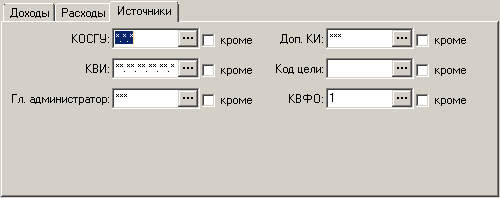 Доходы Расходы Источники
КОСГУ: *.*.* ... кроме Доп. КИ: *** ... кроме
КВИ: **.**.**.**.**.* ... кроме Код цели: ... кроме
Гл. администратор: *** ... кроме КВФО: 1 ... кроме